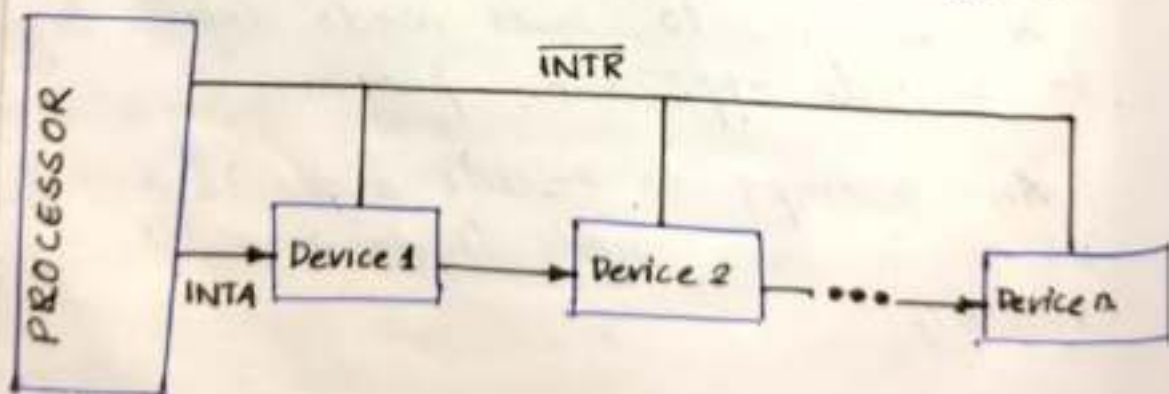 INTR
PROCESSOR
Device 1
Device 2
Device n
INTA